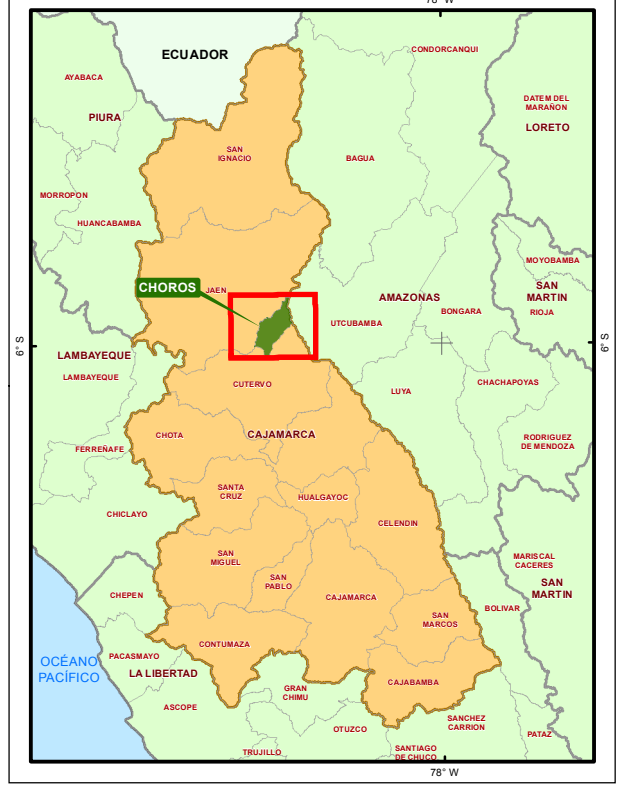 78° W
ECUADOR
CONDORCANQUI
AYABACA
DATEM DEL
MARAÑON
PIURA
LORETO
SAN
IGNACIO
BAGUA
MORROPON
HUANCABAMBA
MOYOBAMBA
CHOROS
JAEN
AMAZONAS
SAN
MARTIN
BONGARA
RIOJA
UTCUBAMBA
6° S
6° S
LAMBAYEQUE
LAMBAYEQUE
CUTERVO
LUYA
CHACHAPOYAS
CHOTA
CAJAMARCA
FERREÑAFE
RODRIGUEZ
DE MENDOZA
SANTA
CRUZ
HUALGAYOC
CHICLAYO
CELENDIN
SAN
MIGUEL
MARISCAL
CACERES
SAN
PABLO
SAN
MARTIN
CHEPEN
CAJAMARCA
BOLIVAR
SAN
MARCOS
CONTUMAZA
OCÉANO
PACÍFICO
PACASMAYO
LA LIBERTAD
CAJABAMBA
GRAN
CHIMU
ASCOPE
SANCHEZ
CARRION
OTUZCO
PATAZ
TRUJILLO
SANTIAGO
DE CHUCO
78° W